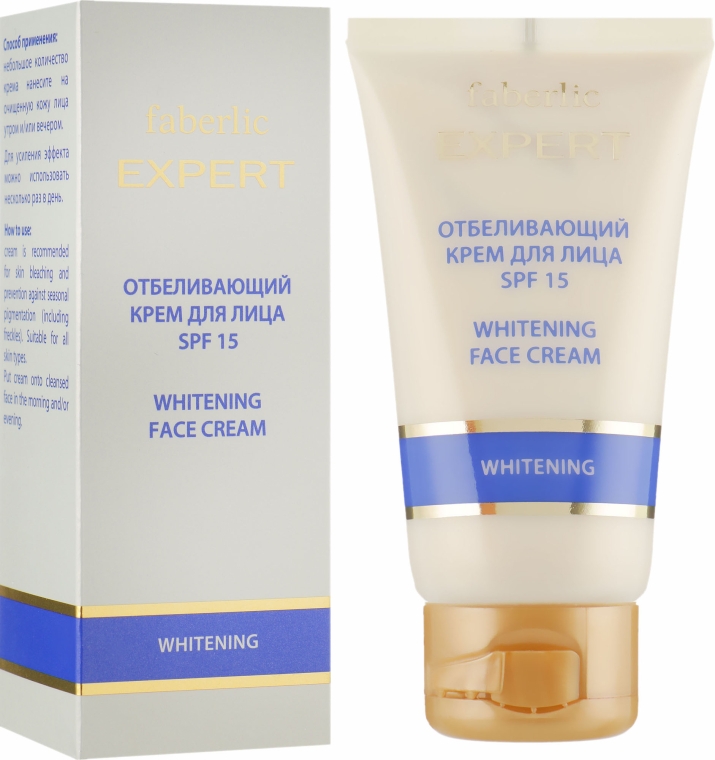 Способ применения:
небольшое количество
крема нанесите на
очищенную кожу лица
утром и/или вечером.
Для усиления эффекта
можно использовать
несколько раз в день.
How to use:
cream is recommended
for skin bleaching and
prevention against seasonal
pigmentation (including
freckles). Suitable for all
skin types.
Put cream onto cleansed
face in the morning and/or
evening.
faberlic
EXPERT
ОТБЕЛИВАЮЩИЙ
КРЕМ ДЛЯ ЛИЦА
SPF 15
WHITENING
FACE CREAM
WHITENING
faberlic
EXPERT
ОТБЕЛИВАЮЩИЙ
КРЕМ ДЛЯ ЛИЦА
SPF 15
WHITENING
FACE CREAM
WHITENING